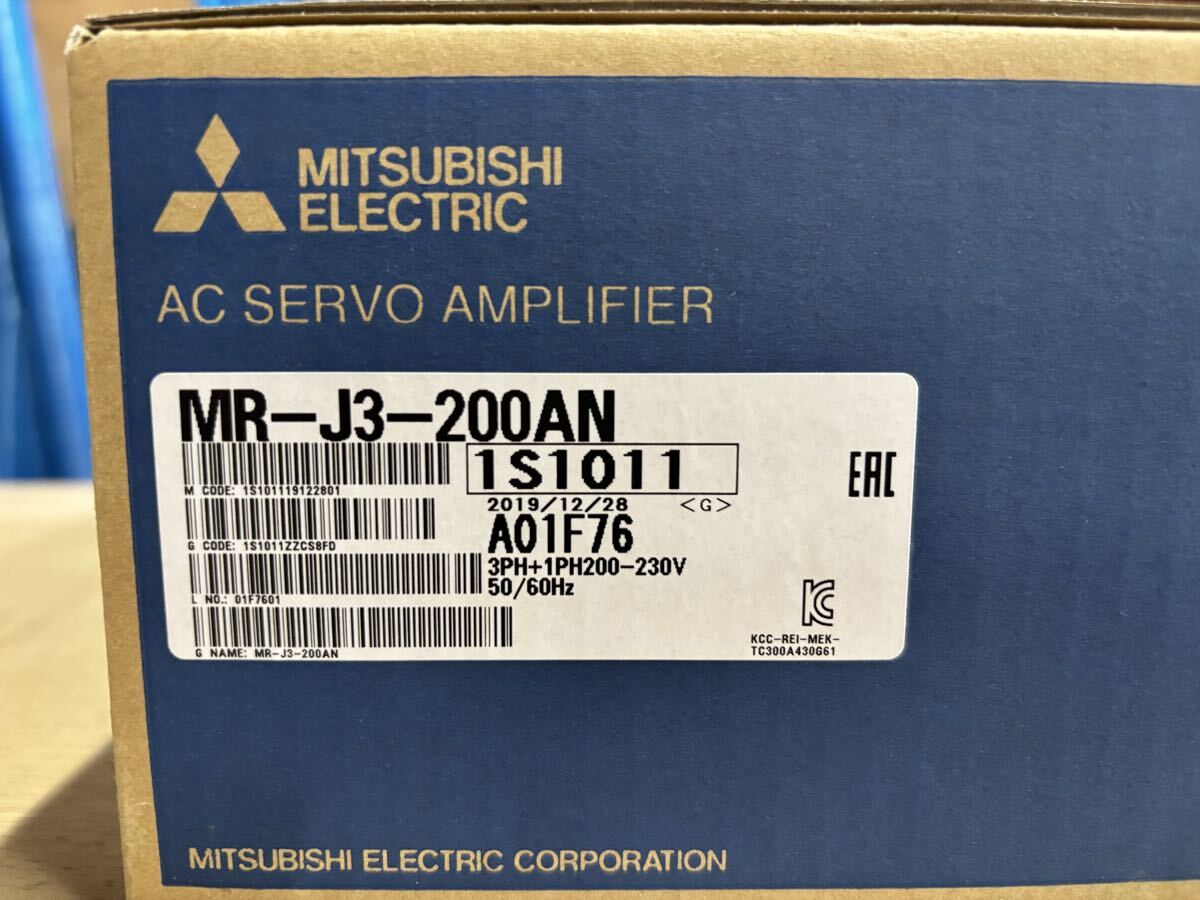 MITSUBISHI
ELECTRIC
AC SERVO AMPLIFIER
MR-J3-200AN
1S1011
M CODE: 1S101119122801
2019/12/28 <G>
A01F76
G CODE: 1S1011ZZCS8FD
3PH+1PH200-230V
50/60Hz
L NO.: 01F7601
G NAME: MR-J3-200AN
EAC
KC
KCC-REI-MEK-
TC300A430G61
MITSUBISHI ELECTRIC CORPORATION